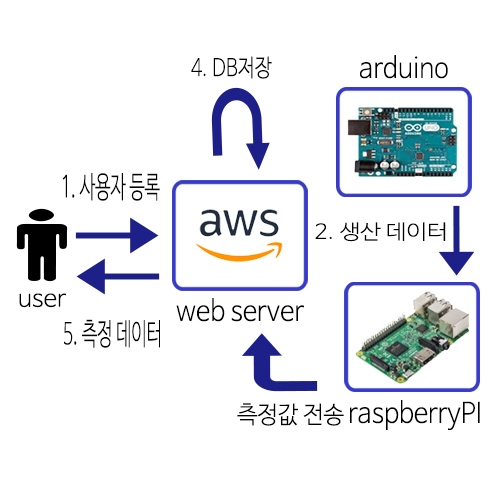 4. DB저장
arduino
1. 사용자 등록
aws
2. 생산 데이터
user
web server
5. 측정 데이터
측정값 전송 raspberryPI